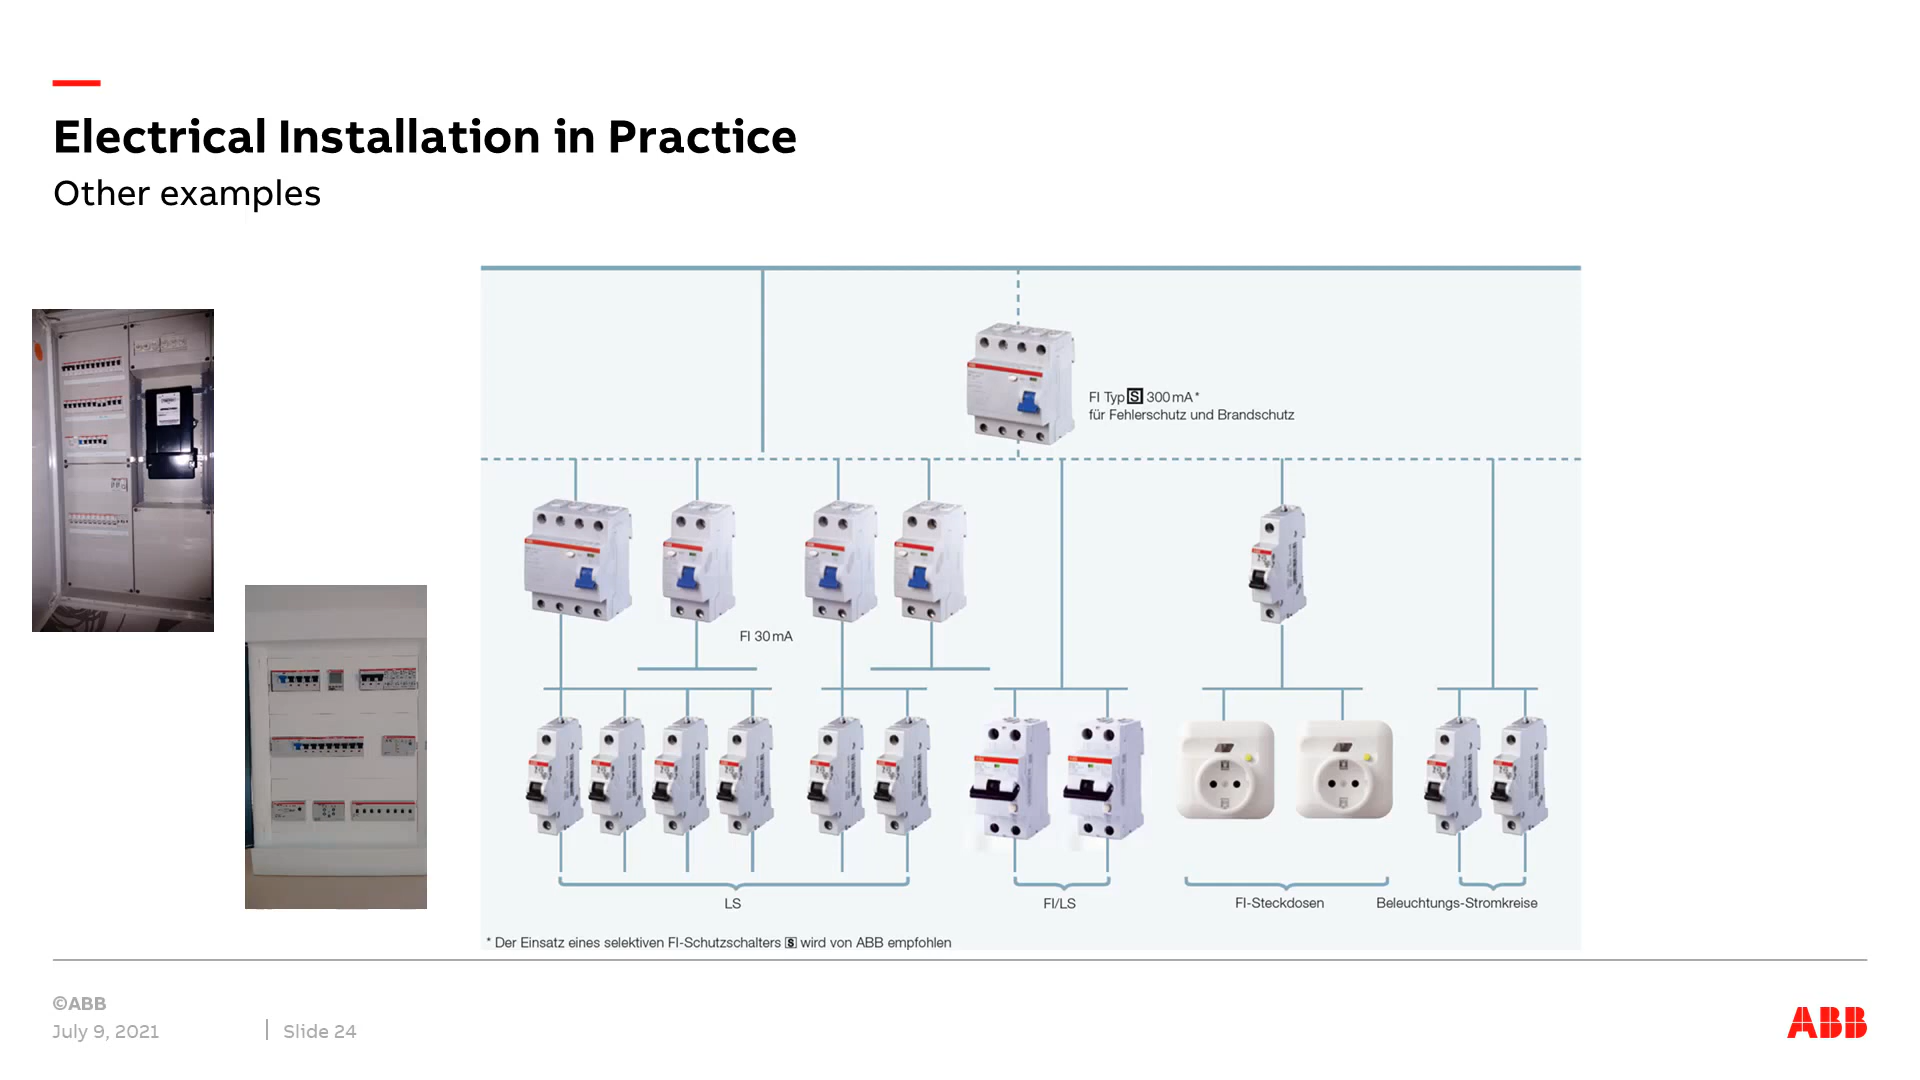 Electrical Installation in Practice
Other examples
FI Typ S 300 mA*
für Fehlerschutz und Brandschutz
FI 30 mA
LS
FI/LS
FI-Steckdosen
Beleuchtungs-Stromkreise
* Der Einsatz eines selektiven FI-Schutzschalters S wird von ABB empfohlen
©ABB
July 9, 2021
Slide 24
ABB